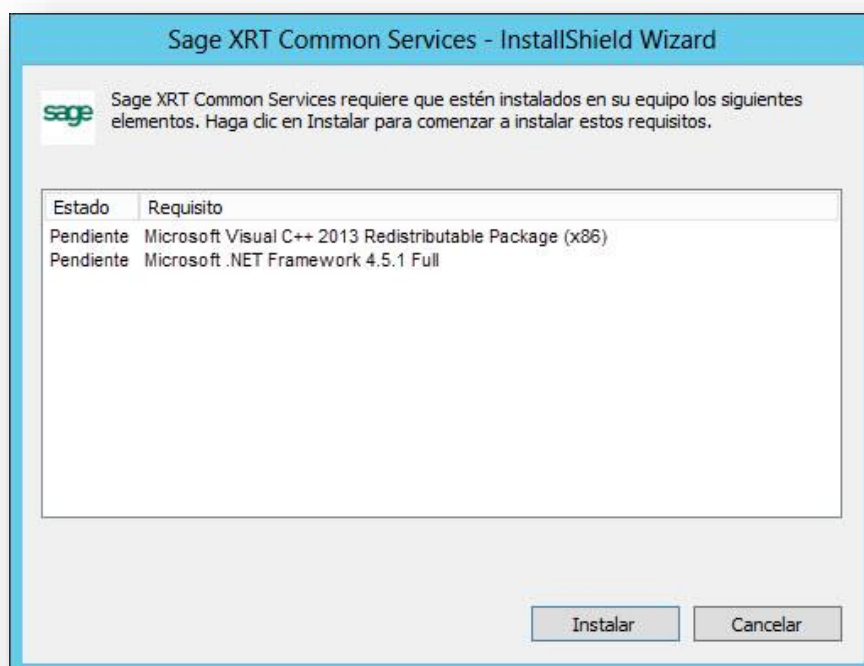 Sage XRT Common Services - InstallShield Wizard
sage
Sage XRT Common Services requiere que estén instalados en su equipo los siguientes
elementos. Haga clic en Instalar para comenzar a instalar estos requisitos.
Estado Requisito
Pendiente Microsoft Visual C++ 2013 Redistributable Package (x86)
Pendiente Microsoft .NET Framework 4.5.1 Full
Instalar Cancelar